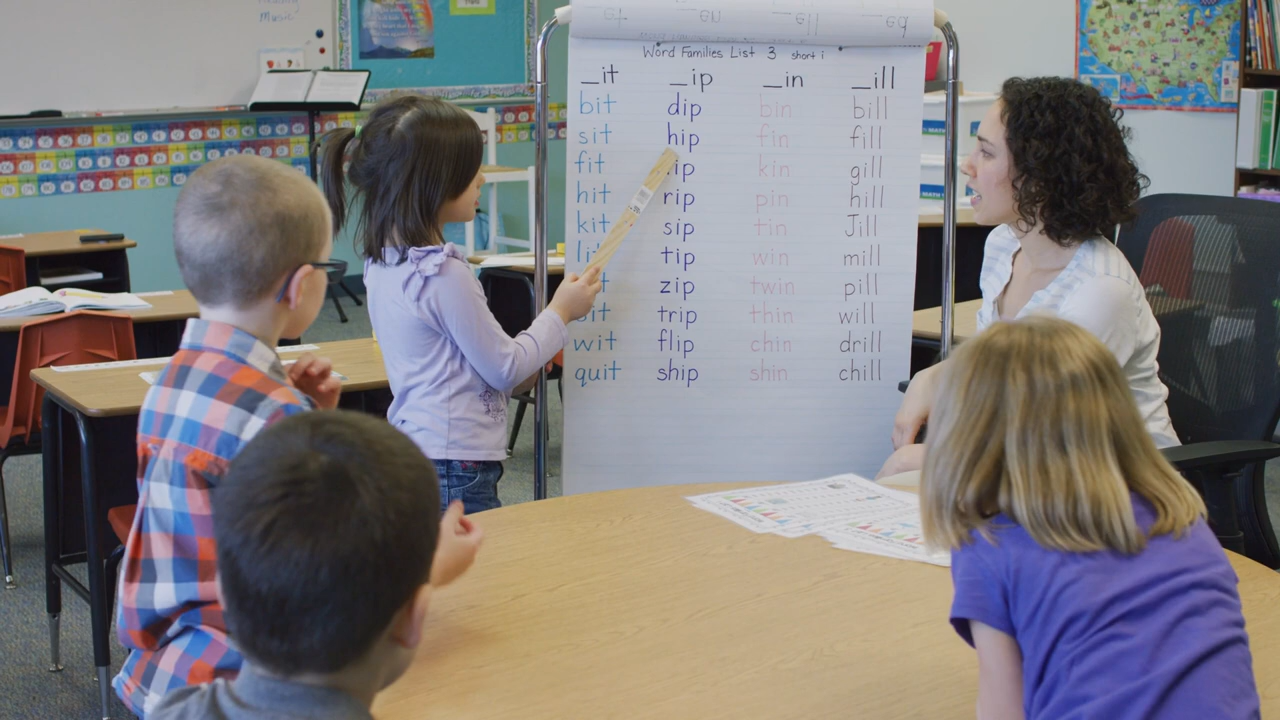 Music
Word Families List 3 short i
_it _ip _in _ill
bit dip bin bill
sit hip fin fill
fit kin gill
hit rip pin hill
kit sip tin Jill
tip win mill
zip twin pill
trip thin will
wit flip chin drill
quit ship shin chill